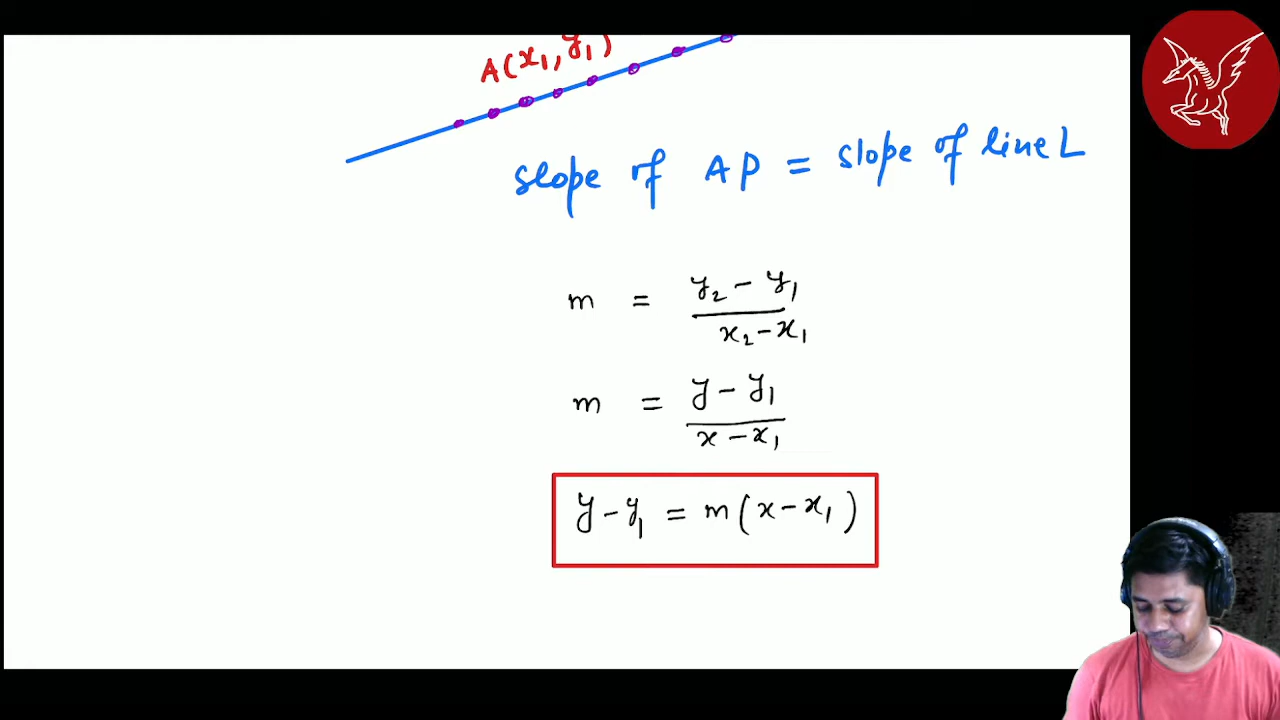 A(x₁, y₁)
slope of AP = slope of line L
m = y₂ - y₁ / x₂ - x₁
m = y - y₁ / x - x₁
y - y₁ = m(x - x₁)